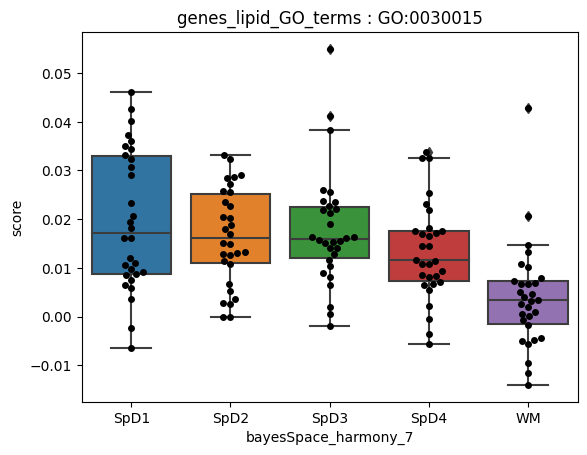 genes_lipid_GO_terms : GO:0030015
0.05
0.04
0.03
0.02
0.01
0.00
−0.01
score
SpD1 SpD2 SpD3 SpD4 WM
bayesSpace_harmony_7